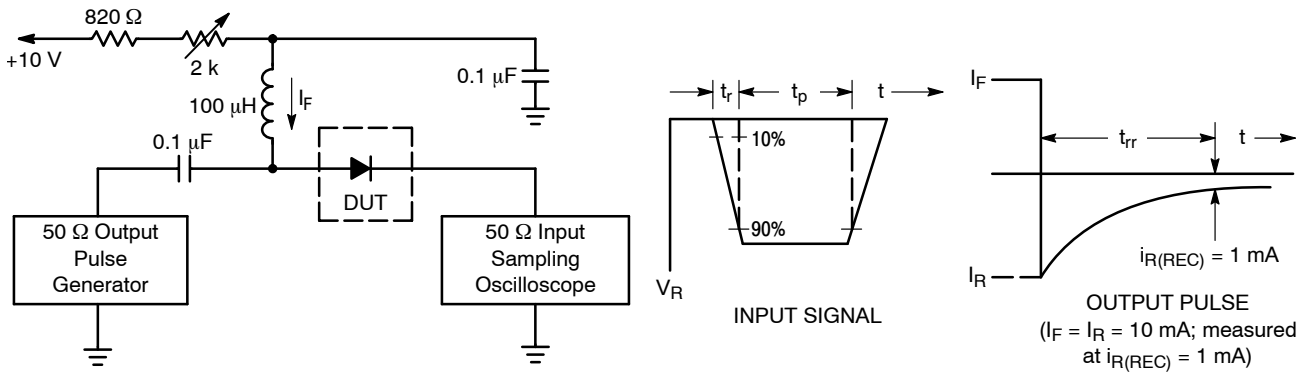 820 Ω
+10 V
2 k
100 µH
I_F
0.1 µF
0.1 µF
DUT
50 Ω Output
Pulse
Generator
50 Ω Input
Sampling
Oscilloscope
t_r
t_p
t
10%
90%
V_R
INPUT SIGNAL
I_F
t_rr
t
i_R(REC) = 1 mA
I_R
OUTPUT PULSE
(I_F = I_R = 10 mA; measured
at i_R(REC) = 1 mA)